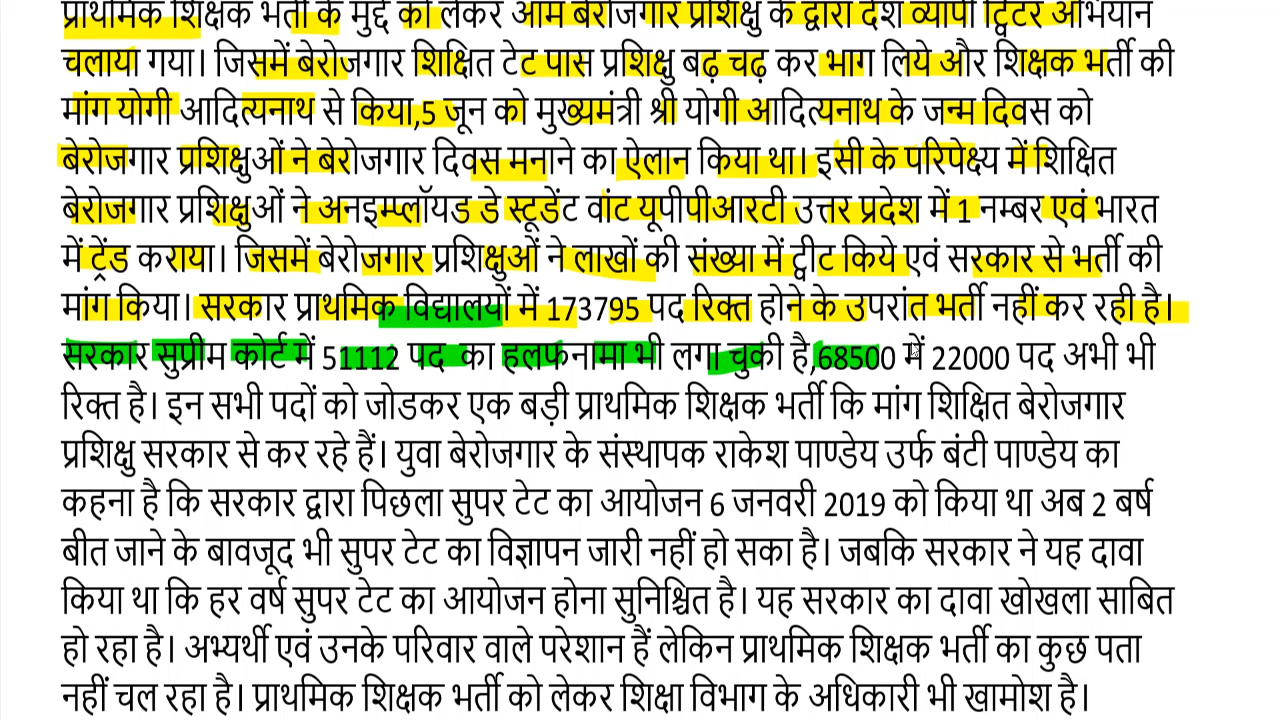 प्राथमिक शिक्षक भर्ती के मुद्दे को लेकर आम बेरोजगार प्रशिक्षु के द्वारा देश व्यापी ट्विटर अभियान
चलाया गया। जिसमें बेरोजगार शिक्षित टेट पास प्रशिक्षु बढ़ चढ़ कर भाग लिये और शिक्षक भर्ती की
मांग योगी आदित्यनाथ से किया,5 जून को मुख्यमंत्री श्री योगी आदित्यनाथ के जन्म दिवस को
बेरोजगार प्रशिक्षुओं ने बेरोजगार दिवस मनाने का ऐलान किया था। इसी के परिपेक्ष्य में शिक्षित
बेरोजगार प्रशिक्षुओं ने अनइम्प्लॉयड डे स्टूडेंट वांट यूपीपीआरटी उत्तर प्रदेश में 1 नम्बर एवं भारत
में ट्रेंड कराया। जिसमें बेरोजगार प्रशिक्षुओं ने लाखों की संख्या में ट्वीट किये एवं सरकार से भर्ती की
मांग किया। सरकार प्राथमिक विद्यालयों में 173795 पद रिक्त होने के उपरांत भर्ती नहीं कर रही है।
सरकार सुप्रीम कोर्ट में 51112 पद का हलफनामा भी लगा चुकी है,68500 में 22000 पद अभी भी
रिक्त है। इन सभी पदों को जोडकर एक बड़ी प्राथमिक शिक्षक भर्ती कि मांग शिक्षित बेरोजगार
प्रशिक्षु सरकार से कर रहे हैं। युवा बेरोजगार के संस्थापक राकेश पाण्डेय उर्फ बंटी पाण्डेय का
कहना है कि सरकार द्वारा पिछला सुपर टेट का आयोजन 6 जनवरी 2019 को किया था अब 2 बर्ष
बीत जाने के बावजूद भी सुपर टेट का विज्ञापन जारी नहीं हो सका है। जबकि सरकार ने यह दावा
किया था कि हर वर्ष सुपर टेट का आयोजन होना सुनिश्चित है। यह सरकार का दावा खोखला साबित
हो रहा है। अभ्यर्थी एवं उनके परिवार वाले परेशान हैं लेकिन प्राथमिक शिक्षक भर्ती का कुछ पता
नहीं चल रहा है। प्राथमिक शिक्षक भर्ती को लेकर शिक्षा विभाग के अधिकारी भी खामोश है।